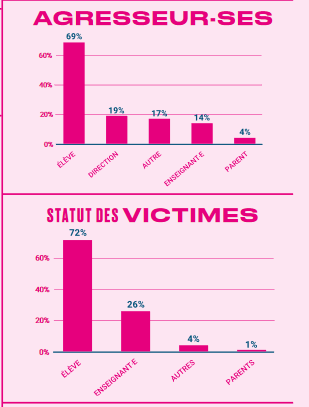 AGRESSEUR·SES
69%
60%
40%
20%
0%
19%
17%
14%
4%
ÉLÈVE
DIRECTION
AUTRE
ENSEIGNANT·E
PARENT
STATUT DES VICTIMES
72%
60%
40%
20%
0%
26%
4%
1%
ÉLÈVE
ENSEIGNANT·E
AUTRES
PARENTS